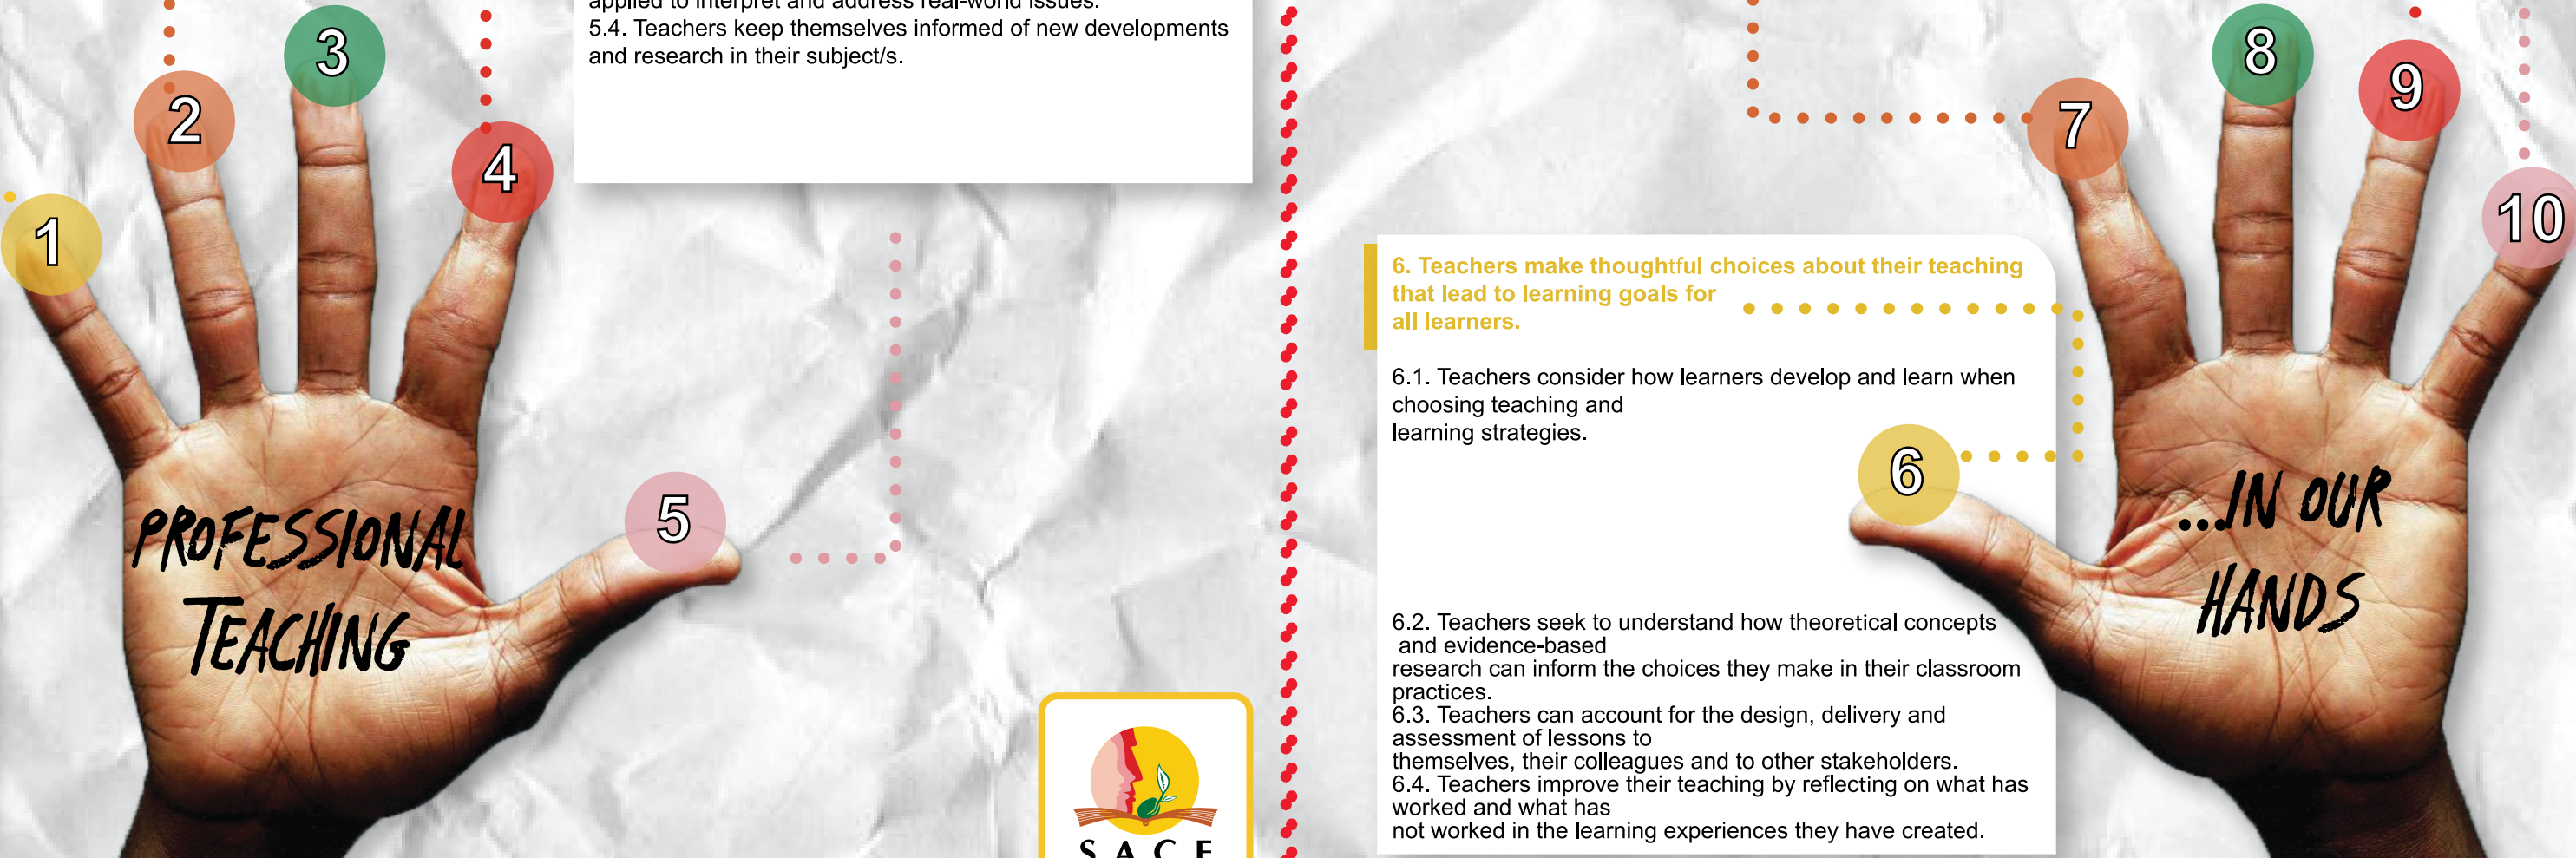 applied to interpret and address real-world issues.
5.4. Teachers keep themselves informed of new developments
and research in their subject/s.
1
2
3
4
5
PROFESSIONAL
TEACHING
SACE
6. Teachers make thoughtful choices about their teaching
that lead to learning goals for
all learners.
6.1. Teachers consider how learners develop and learn when
choosing teaching and
learning strategies.
6.2. Teachers seek to understand how theoretical concepts
and evidence-based
research can inform the choices they make in their classroom
practices.
6.3. Teachers can account for the design, delivery and
assessment of lessons to
themselves, their colleagues and to other stakeholders.
6.4. Teachers improve their teaching by reflecting on what has
worked and what has
not worked in the learning experiences they have created.
6
7
8
9
10
...IN OUR
HANDS